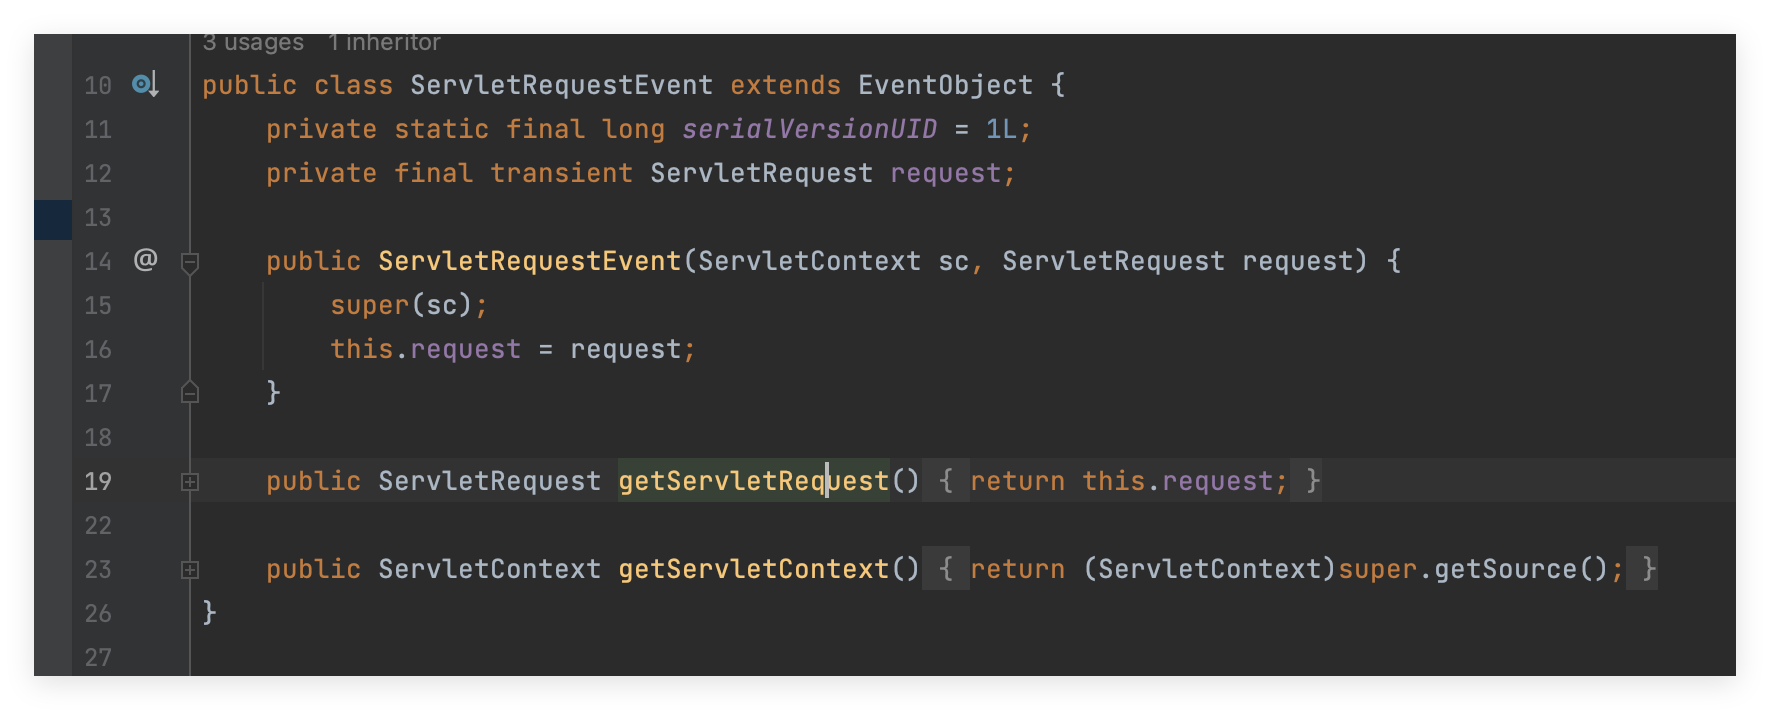 3 usages 1 inheritor
10 public class ServletRequestEvent extends EventObject {
11 private static final long serialVersionUID = 1L;
12 private final transient ServletRequest request;
13
14 @ public ServletRequestEvent(ServletContext sc, ServletRequest request) {
15 super(sc);
16 this.request = request;
17 }
18
19 public ServletRequest getServletRequest() { return this.request; }
22
23 public ServletContext getServletContext() { return (ServletContext)super.getSource(); }
26 }
27